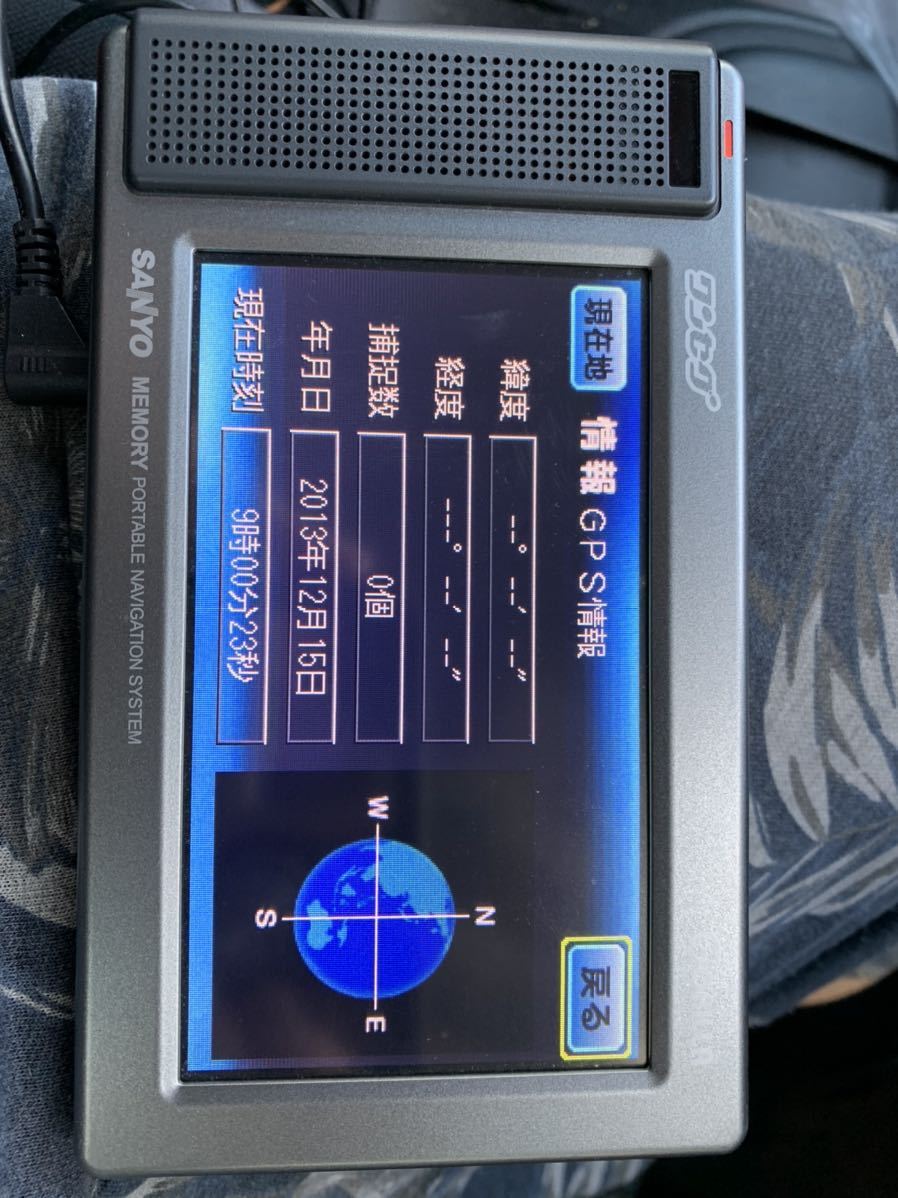 ゴリラ
現在地 情報 GPS情報 戻る
緯度 --° --′ --″
経度 ---° --′ --″
捕捉数 0個
年月日 2013年12月15日
現在時刻 9時00分23秒
N
W E
S
SANYO MEMORY PORTABLE NAVIGATION SYSTEM